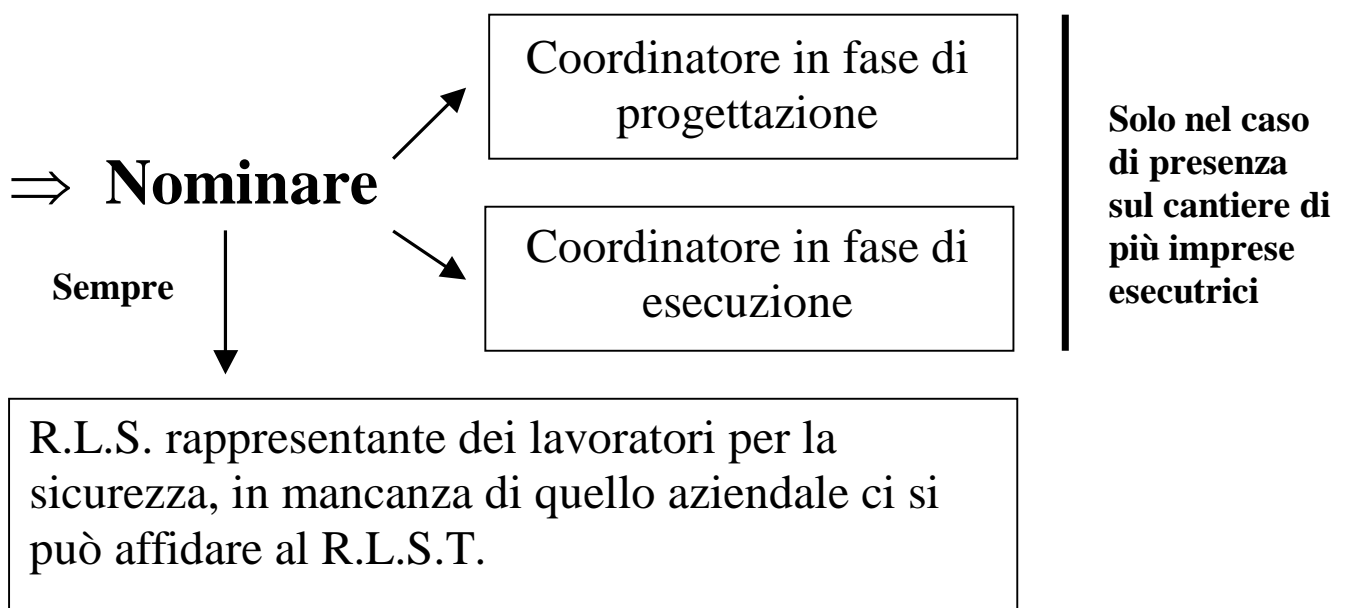 Coordinatore in fase di
progettazione
⇒ Nominare
Sempre
Coordinatore in fase di
esecuzione
Solo nel caso
di presenza
sul cantiere di
più imprese
esecutrici
R.L.S. rappresentante dei lavoratori per la
sicurezza, in mancanza di quello aziendale ci si
può affidare al R.L.S.T.